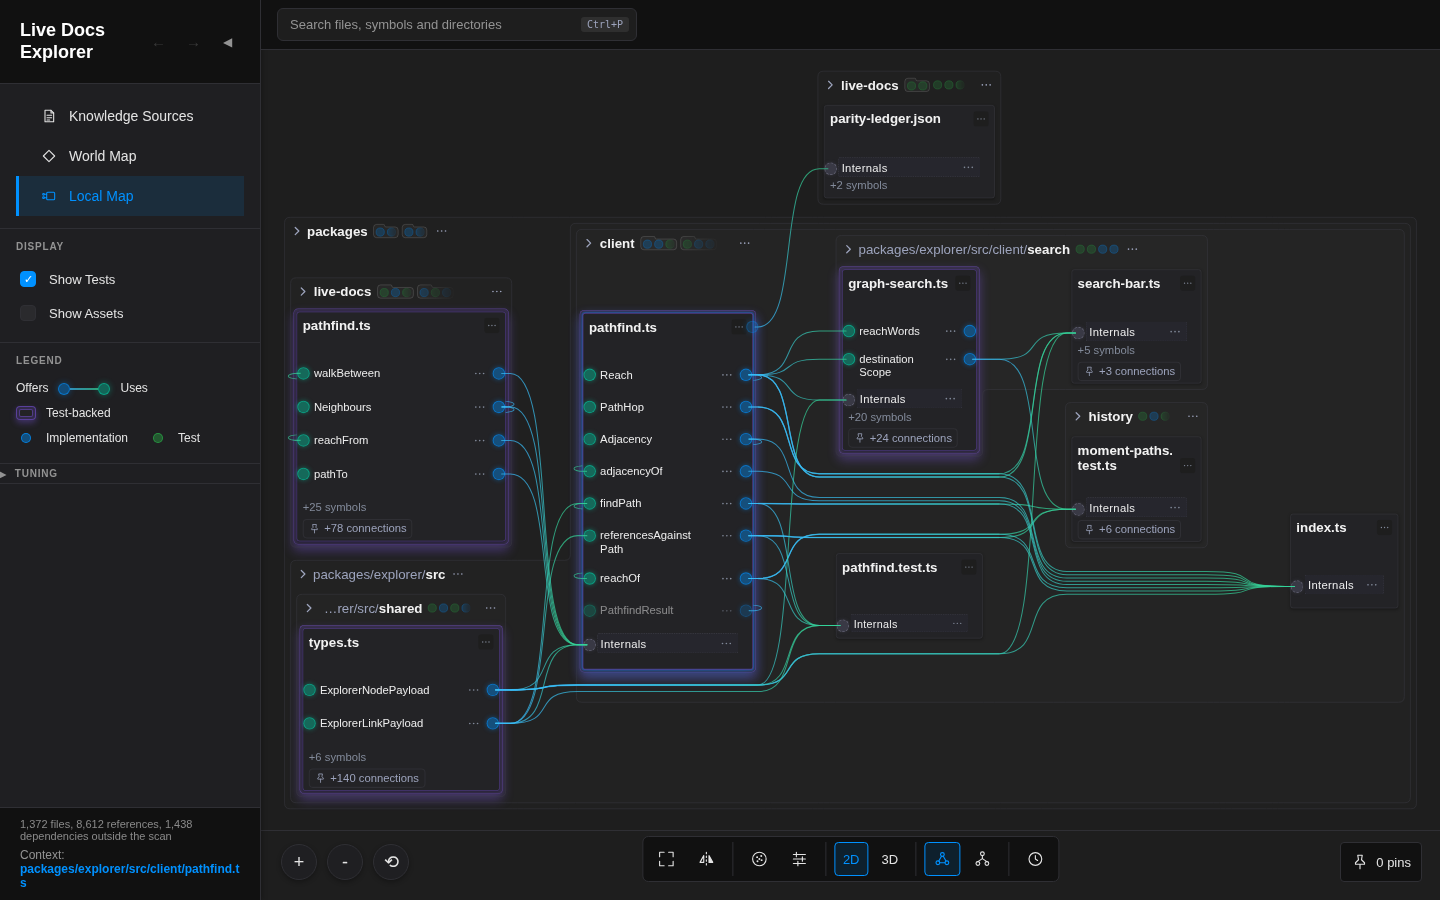 Live Docs
Explorer
Search files, symbols and directories
Ctrl+P
Knowledge Sources
World Map
Local Map
DISPLAY
Show Tests
Show Assets
LEGEND
Offers
Uses
Test-backed
Implementation
Test
TUNING
1,372 files, 8,612 references, 1,438
dependencies outside the scan
Context:
packages/explorer/src/client/pathfind.t
s
live-docs
parity-ledger.json
Internals
+2 symbols
packages
live-docs
pathfind.ts
walkBetween
Neighbours
reachFrom
pathTo
+25 symbols
+78 connections
packages/explorer/src
…rer/src/shared
types.ts
ExplorerNodePayload
ExplorerLinkPayload
+6 symbols
+140 connections
client
pathfind.ts
Reach
PathHop
Adjacency
adjacencyOf
findPath
referencesAgainst
Path
reachOf
PathfindResult
Internals
packages/explorer/src/client/search
graph-search.ts
reachWords
destination
Scope
Internals
+20 symbols
+24 connections
search-bar.ts
Internals
+5 symbols
+3 connections
history
moment-paths.
test.ts
Internals
+6 connections
pathfind.test.ts
Internals
index.ts
Internals
+
-
2D
3D
0 pins